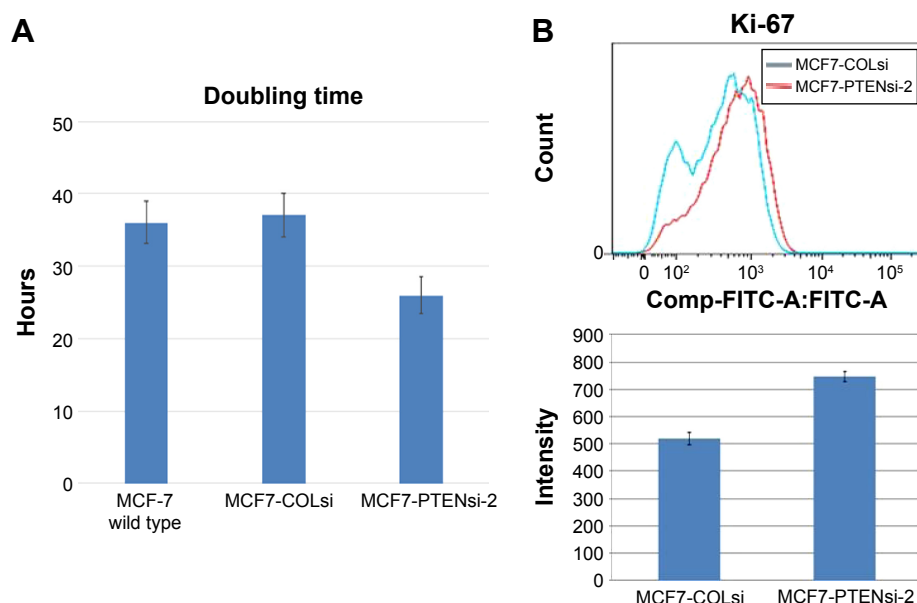 A
Doubling time
50
40
30
20
10
0
Hours
MCF-7
wild type
MCF7-COLsi
MCF7-PTENsi-2
B
Ki-67
MCF7-COLsi
MCF7-PTENsi-2
Count
0
0 10² 10³ 10⁴ 10⁵
Comp-FITC-A:FITC-A
900
800
700
600
500
400
300
200
100
0
Intensity
MCF7-COLsi
MCF7-PTENsi-2